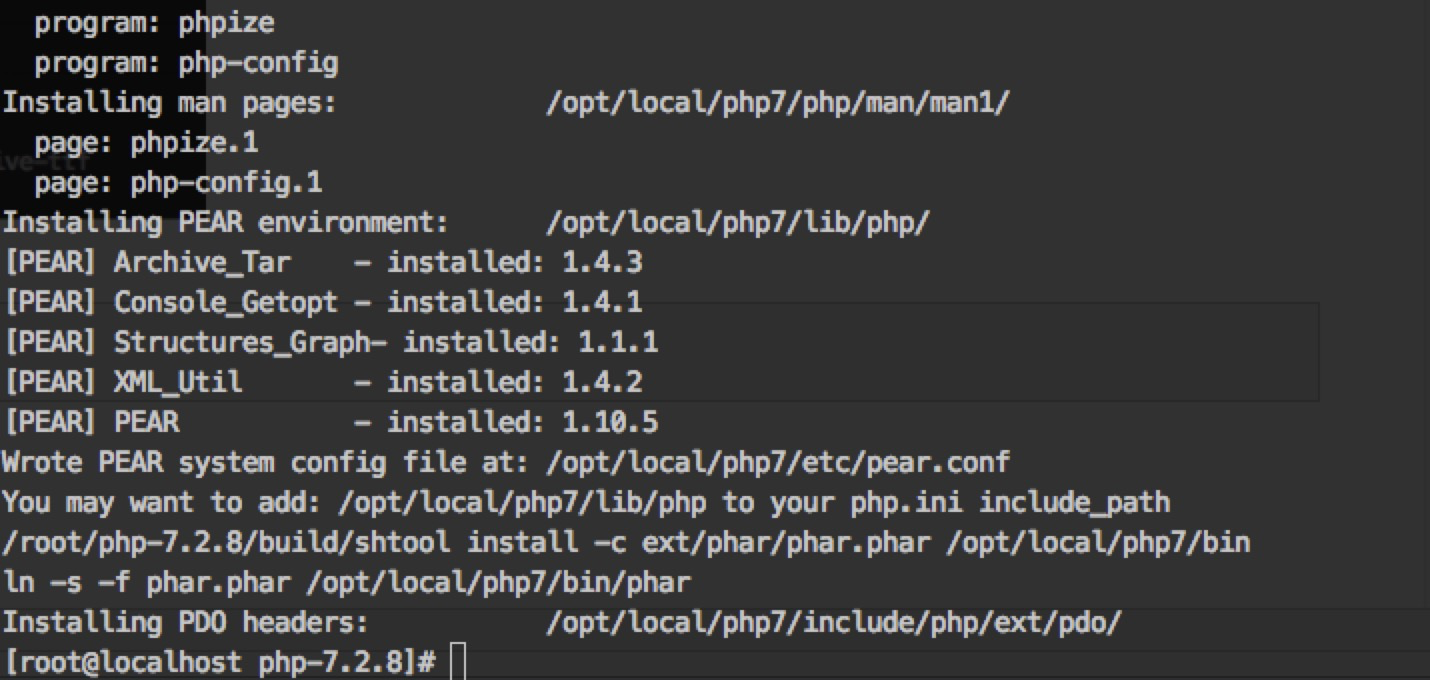 program: phpize
program: php-config
Installing man pages: /opt/local/php7/php/man/man1/
page: phpize.1
page: php-config.1
Installing PEAR environment: /opt/local/php7/lib/php/
[PEAR] Archive_Tar - installed: 1.4.3
[PEAR] Console_Getopt - installed: 1.4.1
[PEAR] Structures_Graph- installed: 1.1.1
[PEAR] XML_Util - installed: 1.4.2
[PEAR] PEAR - installed: 1.10.5
Wrote PEAR system config file at: /opt/local/php7/etc/pear.conf
You may want to add: /opt/local/php7/lib/php to your php.ini include_path
/root/php-7.2.8/build/shtool install -c ext/phar/phar.phar /opt/local/php7/bin
ln -s -f phar.phar /opt/local/php7/bin/phar
Installing PDO headers: /opt/local/php7/include/php/ext/pdo/
[root@localhost php-7.2.8]#